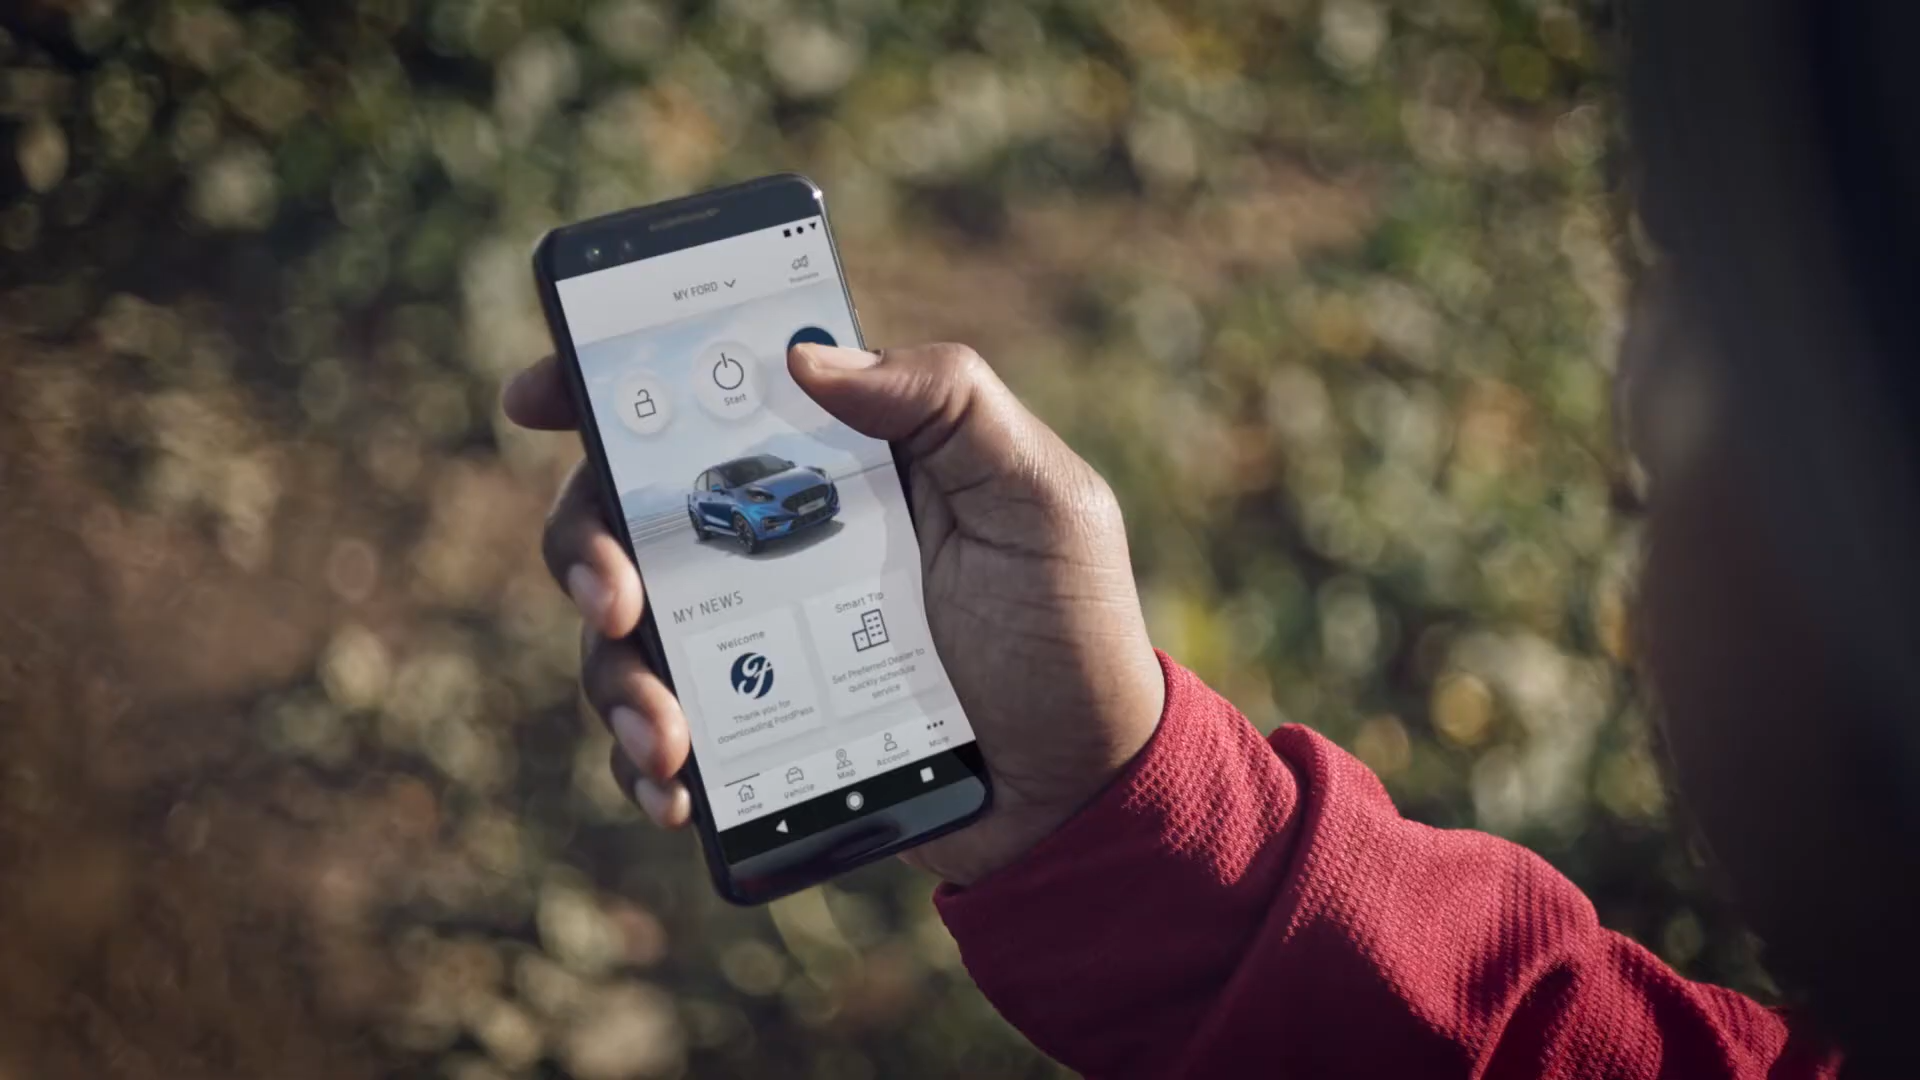 MY FORD
Start
MY NEWS
Welcome
Thank you for
downloading FordPass
Smart Tip
Set Preferred Dealer to
quickly schedule
service
Home
Vehicle
Map
Account
More